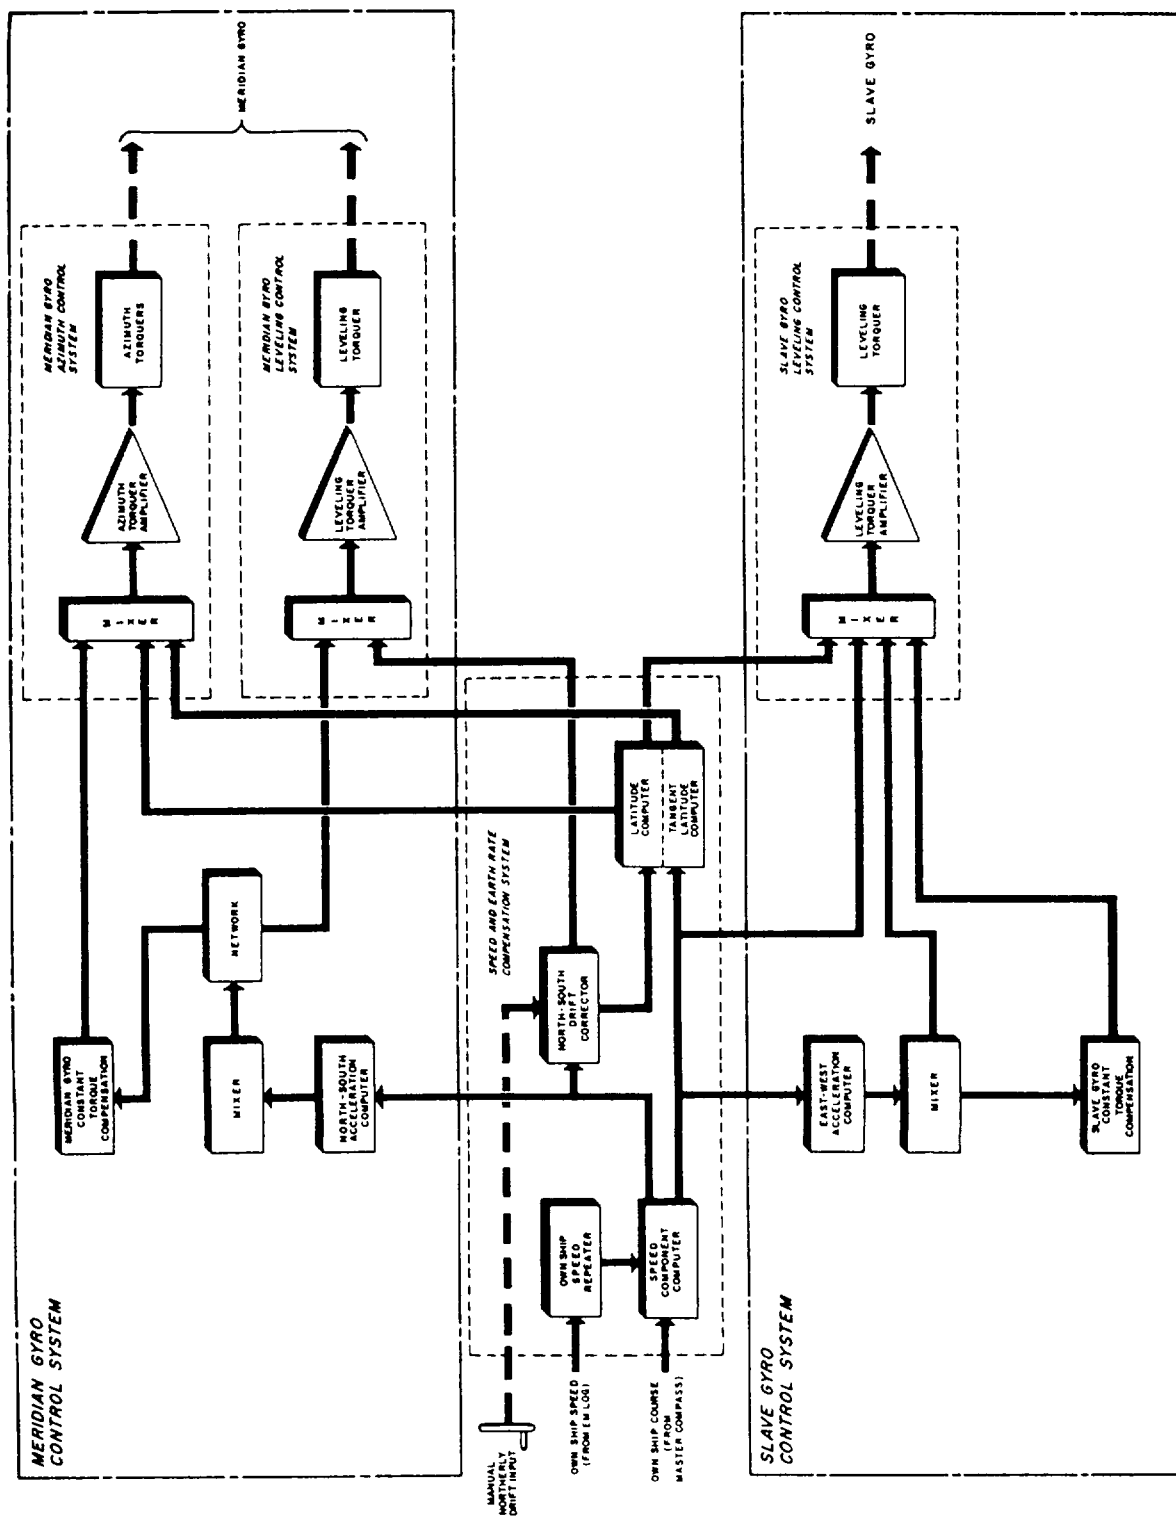 MERIDIAN GYRO
CONTROL SYSTEM
MERIDIAN GYRO
CONSTANT
TORQUE
COMPENSATION
MIXER
NORTH-SOUTH
ACCELERATION
COMPUTER
NETWORK
MERIDIAN GYRO
AZIMUTH CONTROL
SYSTEM
MIXER
AZIMUTH
TORQUER
AMPLIFIER
AZIMUTH
TORQUERS
MERIDIAN GYRO
LEVELING CONTROL
SYSTEM
MIXER
LEVELING
TORQUER
AMPLIFIER
LEVELING
TORQUER
MERIDIAN GYRO
MANUAL
NORTHERLY
DRIFT INPUT
OWN SHIP SPEED
(FROM EM LOG)
OWN SHIP COURSE
(FROM
MASTER COMPASS)
SPEED AND EARTH RATE
COMPENSATION SYSTEM
OWN SHIP
SPEED
REPEATER
SPEED
COMPONENT
COMPUTER
NORTH-SOUTH
DRIFT
CORRECTOR
LATITUDE
COMPUTER
TANGENT
LATITUDE
COMPUTER
SLAVE GYRO
CONTROL SYSTEM
EAST-WEST
ACCELERATION
COMPUTER
MIXER
SLAVE GYRO
CONSTANT
TORQUE
COMPENSATION
SLAVE GYRO
LEVELING CONTROL
SYSTEM
MIXER
LEVELING
TORQUER
AMPLIFIER
LEVELING
TORQUER
SLAVE GYRO